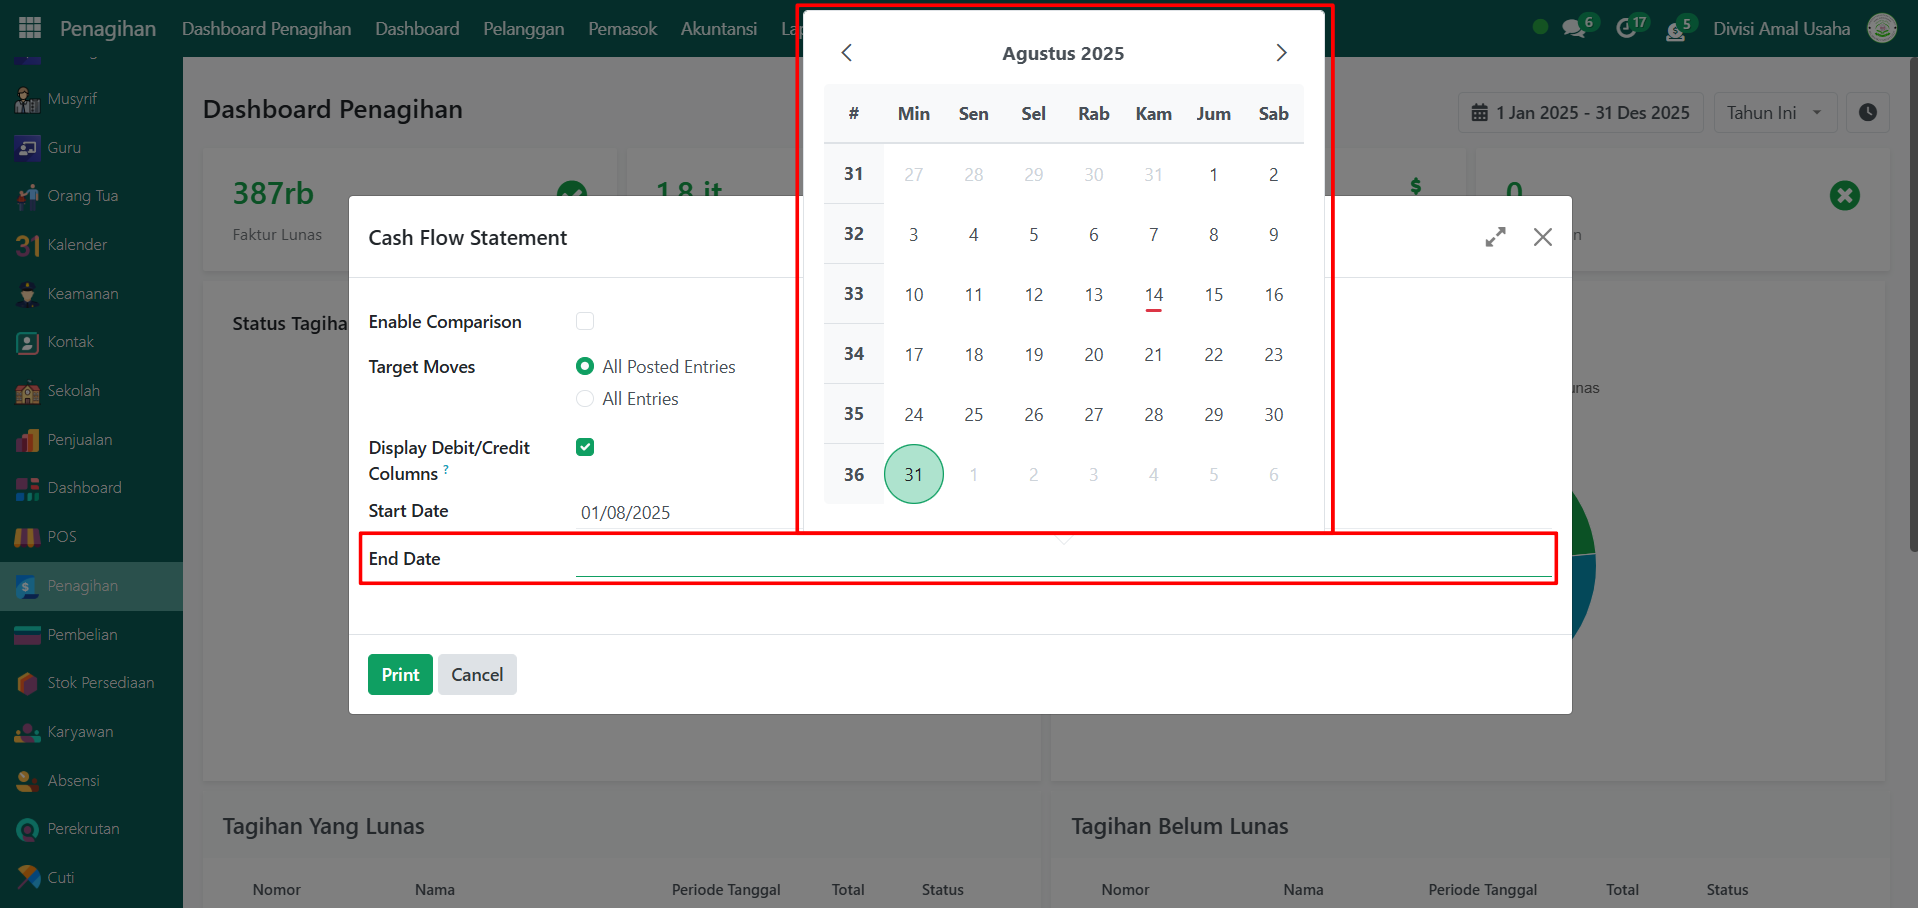 Penagihan Dashboard Penagihan Dashboard Pelanggan Pemasok Akuntansi 6 17 5 Divisi Amal Usaha
Musyrif
Guru
Orang Tua
31 Kalender
Keamanan
Kontak
Sekolah
Penjualan
Dashboard
POS
Penagihan
Pembelian
Stok Persediaan
Karyawan
Absensi
Perekrutan
Cuti
Dashboard Penagihan
1 Jan 2025 - 31 Des 2025 Tahun Ini
387rb
Faktur Lunas
1.8 jt
$
0
Cash Flow Statement
Enable Comparison
Target Moves
All Posted Entries
All Entries
Display Debit/Credit Columns ?
Start Date 01/08/2025
End Date
Print Cancel
Agustus 2025
# Min Sen Sel Rab Kam Jum Sab
31 27 28 29 30 31 1 2
32 3 4 5 6 7 8 9
33 10 11 12 13 14 15 16
34 17 18 19 20 21 22 23
35 24 25 26 27 28 29 30
36 31 1 2 3 4 5 6
Status
Tagihan Yang Lunas
Nomor Nama Periode Tanggal Total Status
Tagihan Belum Lunas
Nomor Nama Periode Tanggal Total Status